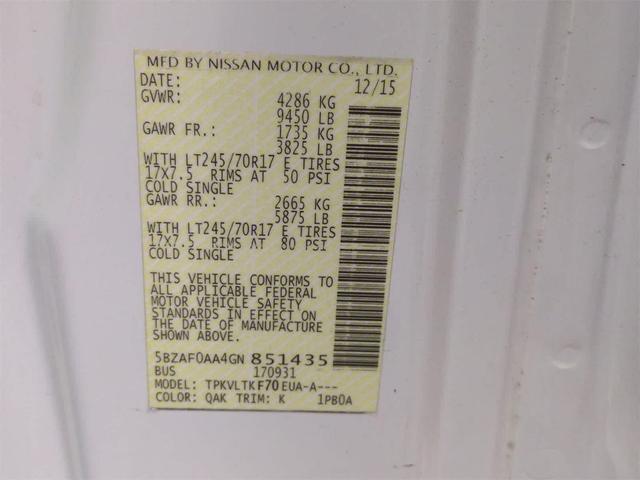 MFD BY NISSAN MOTOR CO., LTD.
DATE: 12/15
GVWR: 4286 KG
9450 LB
GAWR FR.: 1735 KG
3825 LB
WITH LT245/70R17 E TIRES
17X7.5 RIMS AT 50 PSI
COLD SINGLE
GAWR RR.: 2665 KG
5875 LB
WITH LT245/70R17 E TIRES
17X7.5 RIMS AT 80 PSI
COLD SINGLE
THIS VEHICLE CONFORMS TO
ALL APPLICABLE FEDERAL
MOTOR VEHICLE SAFETY
STANDARDS IN EFFECT ON
THE DATE OF MANUFACTURE
SHOWN ABOVE.
5BZAF0AA4GN 851435
BUS 170931
MODEL: TPKVLTK F70 EUA-A---
COLOR: QAK TRIM: K 1PB0A